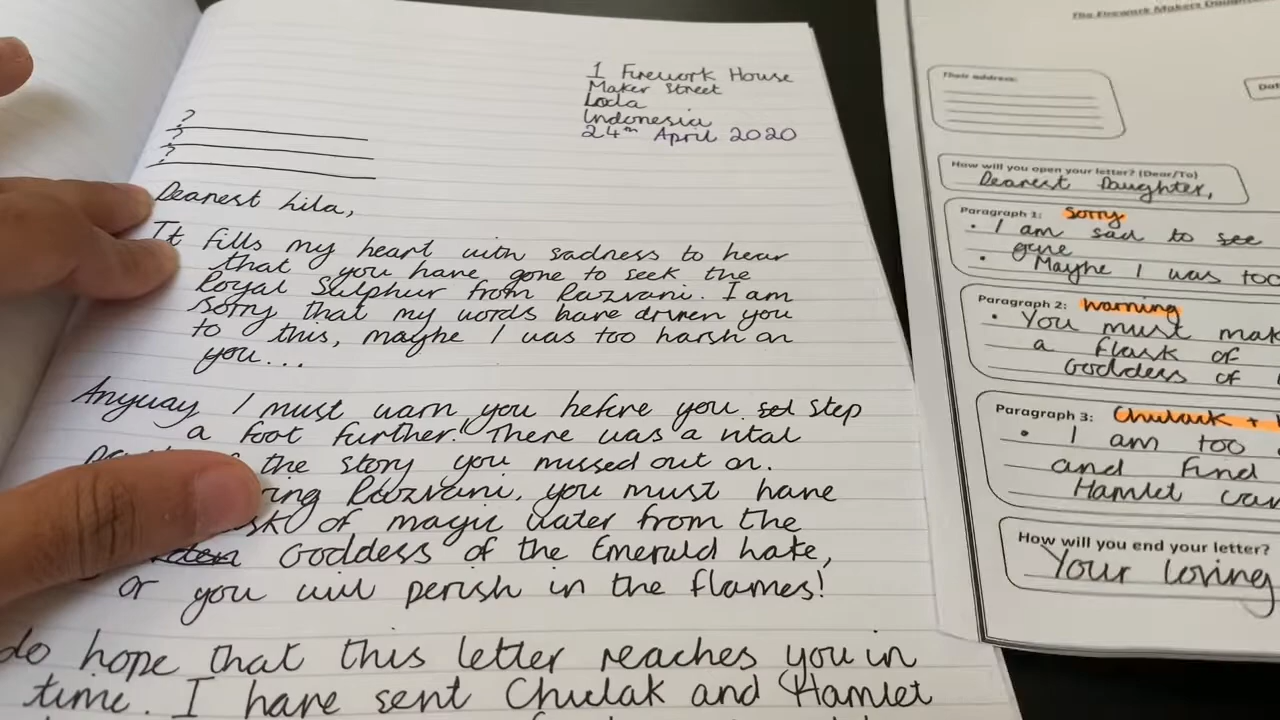 1 Firework House
Maker Street
Loda
Indonesia
24th April 2020
?
?
?
Dearest Lila,
It fills my heart with sadness to hear
that you have gone to seek the
Royal Sulphur from Razvani. I am
sorry that my words have driven you
to this, maybe I was too harsh on
you...
Anyway I must warn you before you set step
a foot further! There was a vital
the story you missed out on.
Razvani, you must have
of magic water from the
Goddess of the Emerald Lake,
or you will perish in the flames!
do hope that this letter reaches you in
time. I have sent Chulak and Hamlet
The Firework Makers
Their address:
How will you open your letter? (Dear/To)
Dearest Daughter,
Paragraph 1: Sorry
• I am sad to see
gone
• Maybe I was too
Paragraph 2: Warning
• You must
a flask of
Goddess of
Paragraph 3: Chulack +
• I am too
and find
Hamlet
How will you end your letter?
Your loving